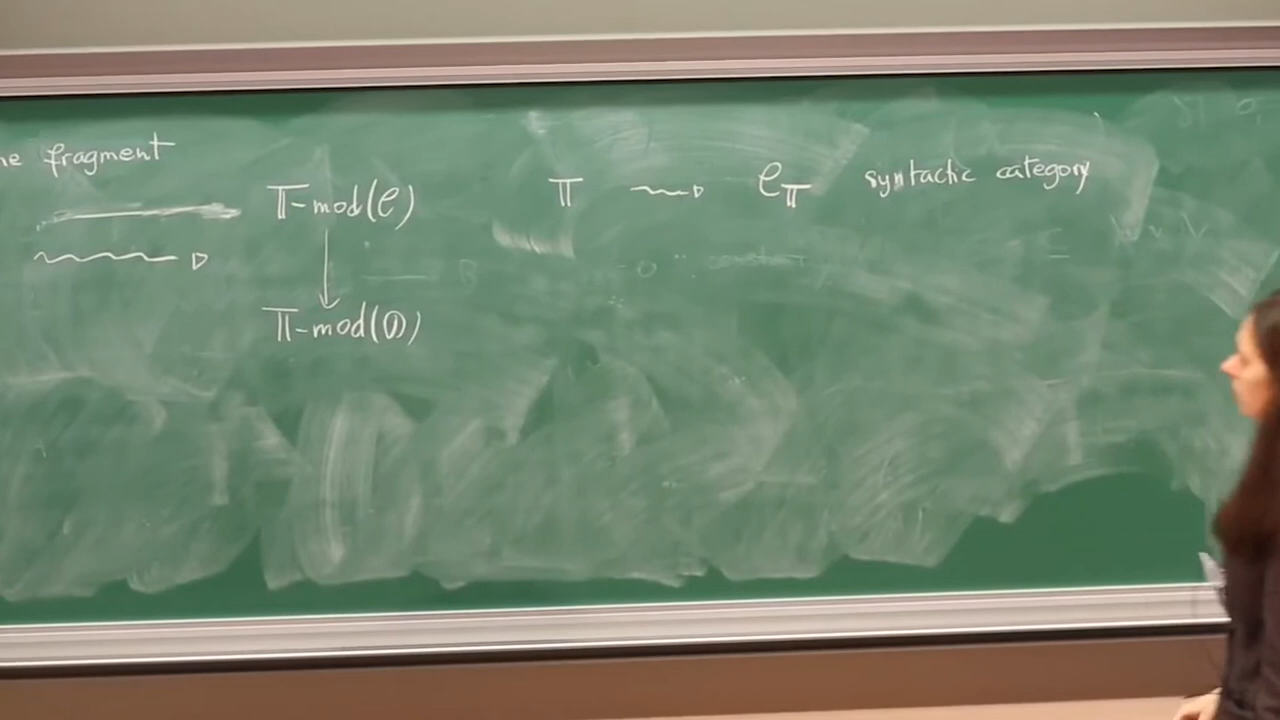 fragment
𝕋-mod(𝒞)
↓
𝕋-mod(𝒟)
𝕋 ⇝ 𝒞_𝕋 syntactic category